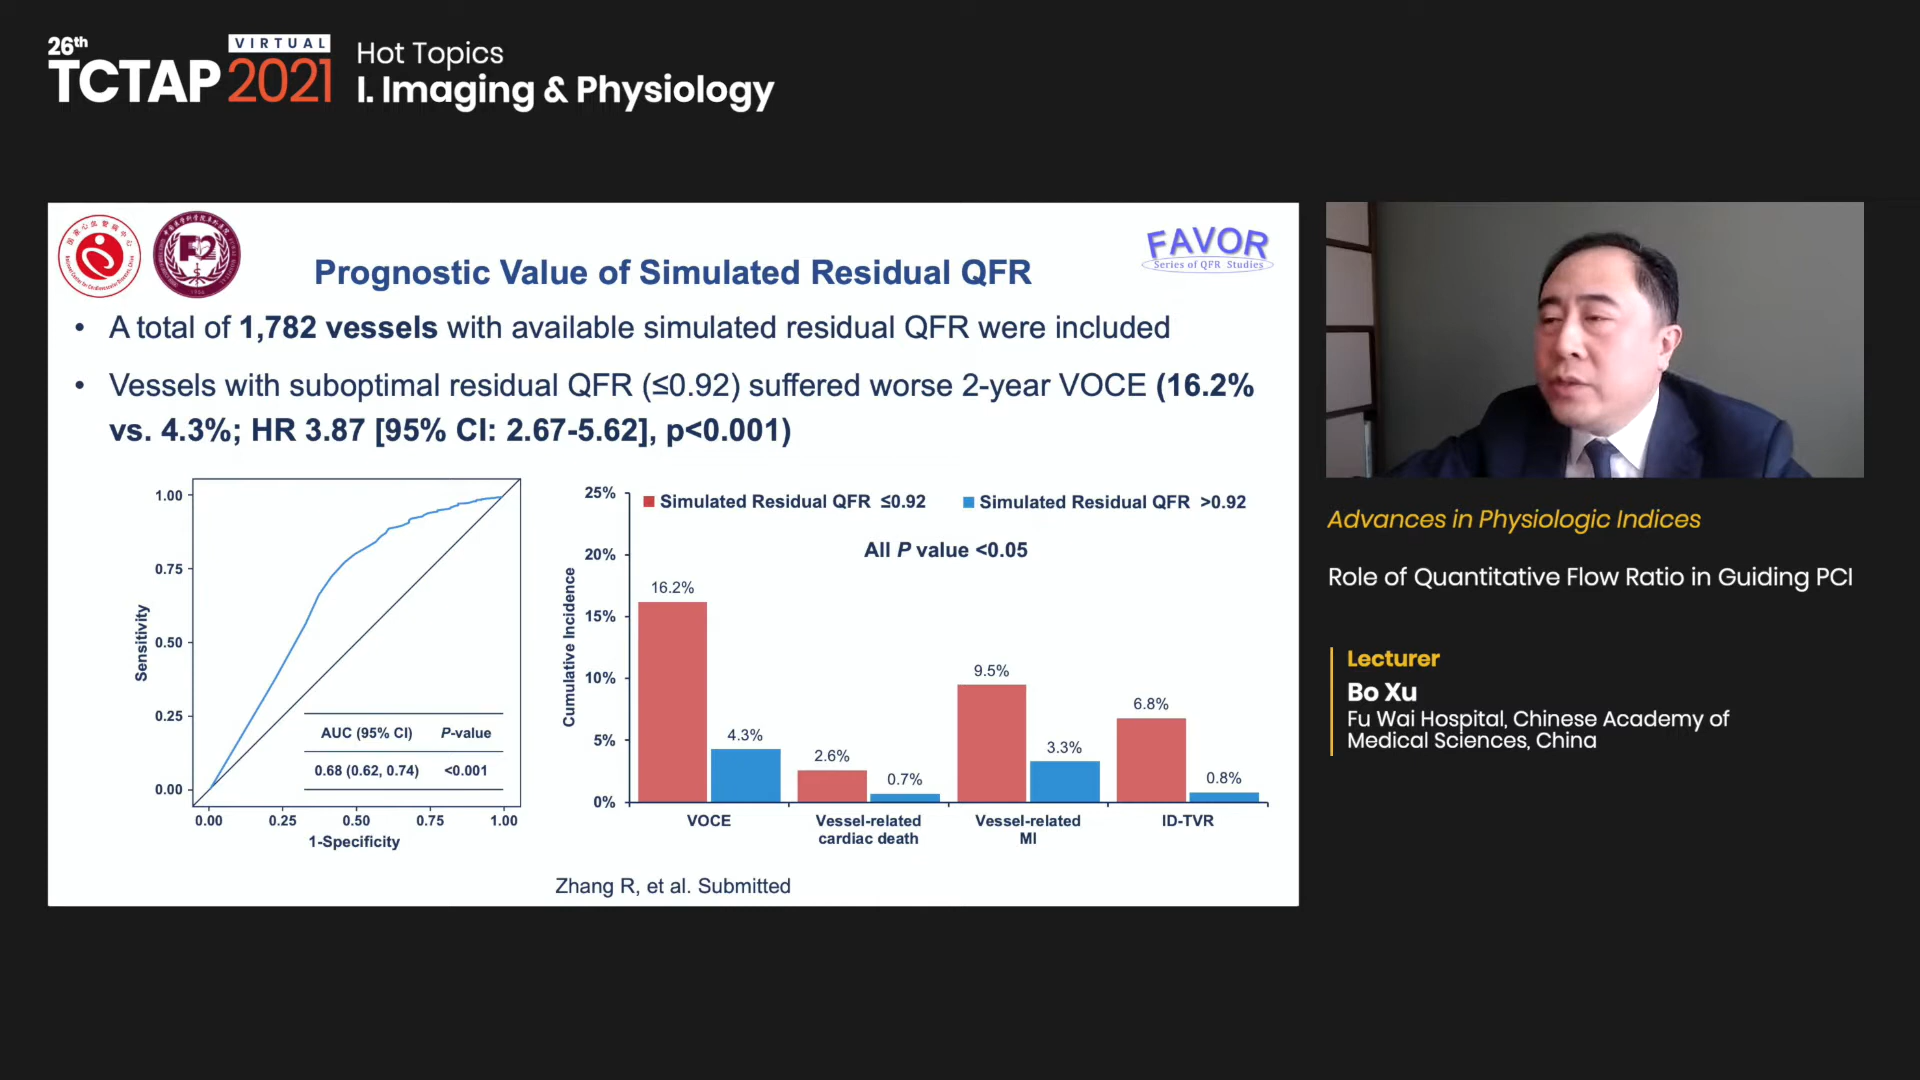 26th
VIRTUAL
TCTAP 2021
Hot Topics
I. Imaging & Physiology
FAVOR
Series of QFR Studies
Prognostic Value of Simulated Residual QFR
• A total of 1,782 vessels with available simulated residual QFR were included
• Vessels with suboptimal residual QFR (≤0.92) suffered worse 2-year VOCE (16.2%
vs. 4.3%; HR 3.87 [95% CI: 2.67-5.62], p<0.001)
1.00
0.75
0.50
0.25
0.00
Sensitivity
AUC (95% CI) P-value
0.68 (0.62, 0.74) <0.001
0.00 0.25 0.50 0.75 1.00
1-Specificity
25%
20%
15%
10%
5%
0%
Cumulative Incidence
Simulated Residual QFR ≤0.92 Simulated Residual QFR >0.92
All P value <0.05
16.2%
4.3%
2.6%
0.7%
9.5%
3.3%
6.8%
0.8%
VOCE
Vessel-related
cardiac death
Vessel-related
MI
ID-TVR
Zhang R, et al. Submitted
Advances in Physiologic Indices
Role of Quantitative Flow Ratio in Guiding PCI
Lecturer
Bo Xu
Fu Wai Hospital, Chinese Academy of
Medical Sciences, China